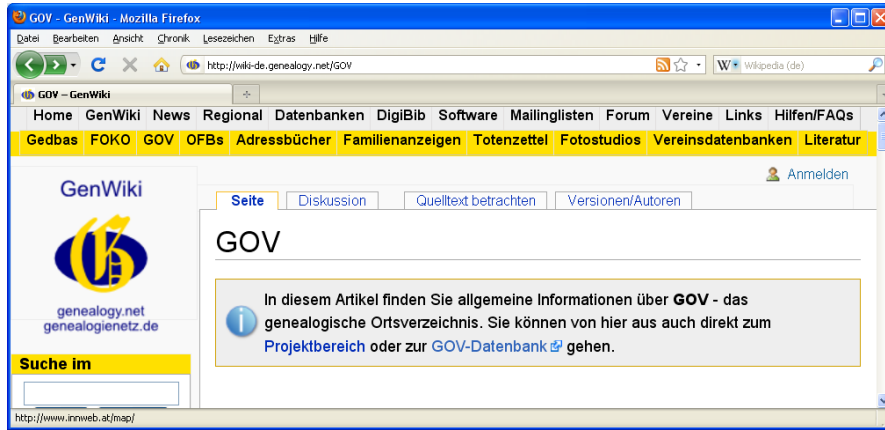 GOV - GenWiki - Mozilla Firefox
Datei Bearbeiten Ansicht Chronik Lesezeichen Extras Hilfe
http://wiki-de.genealogy.net/GOV
W Wikipedia (de)
GOV – GenWiki
Home GenWiki News Regional Datenbanken DigiBib Software Mailinglisten Forum Vereine Links Hilfen/FAQs
Gedbas FOKO GOV OFBs Adressbücher Familienanzeigen Totenzettel Fotostudios Vereinsdatenbanken Literatur
Anmelden
GenWiki
genealogy.net
genealogienetz.de
Suche im
Seite Diskussion Quelltext betrachten Versionen/Autoren
GOV
In diesem Artikel finden Sie allgemeine Informationen über GOV - das
genealogische Ortsverzeichnis. Sie können von hier aus auch direkt zum
Projektbereich oder zur GOV-Datenbank gehen.
http://www.innweb.at/map/